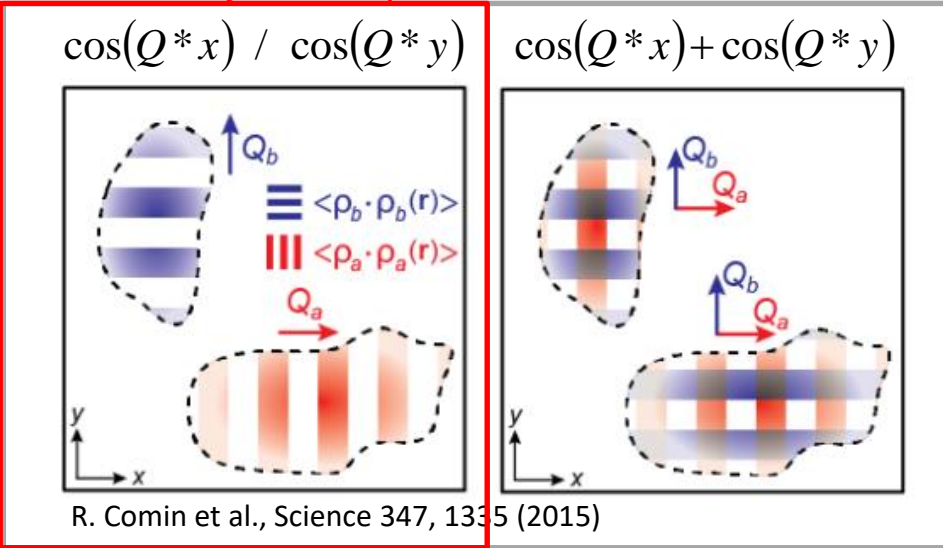 cos(Q*x) / cos(Q*y)
cos(Q*x)+cos(Q*y)
Q_b
<ρ_b·ρ_b(r)>
<ρ_a·ρ_a(r)>
Q_a
y
x
Q_b
Q_a
Q_b
Q_a
y
x
R. Comin et al., Science 347, 1335 (2015)